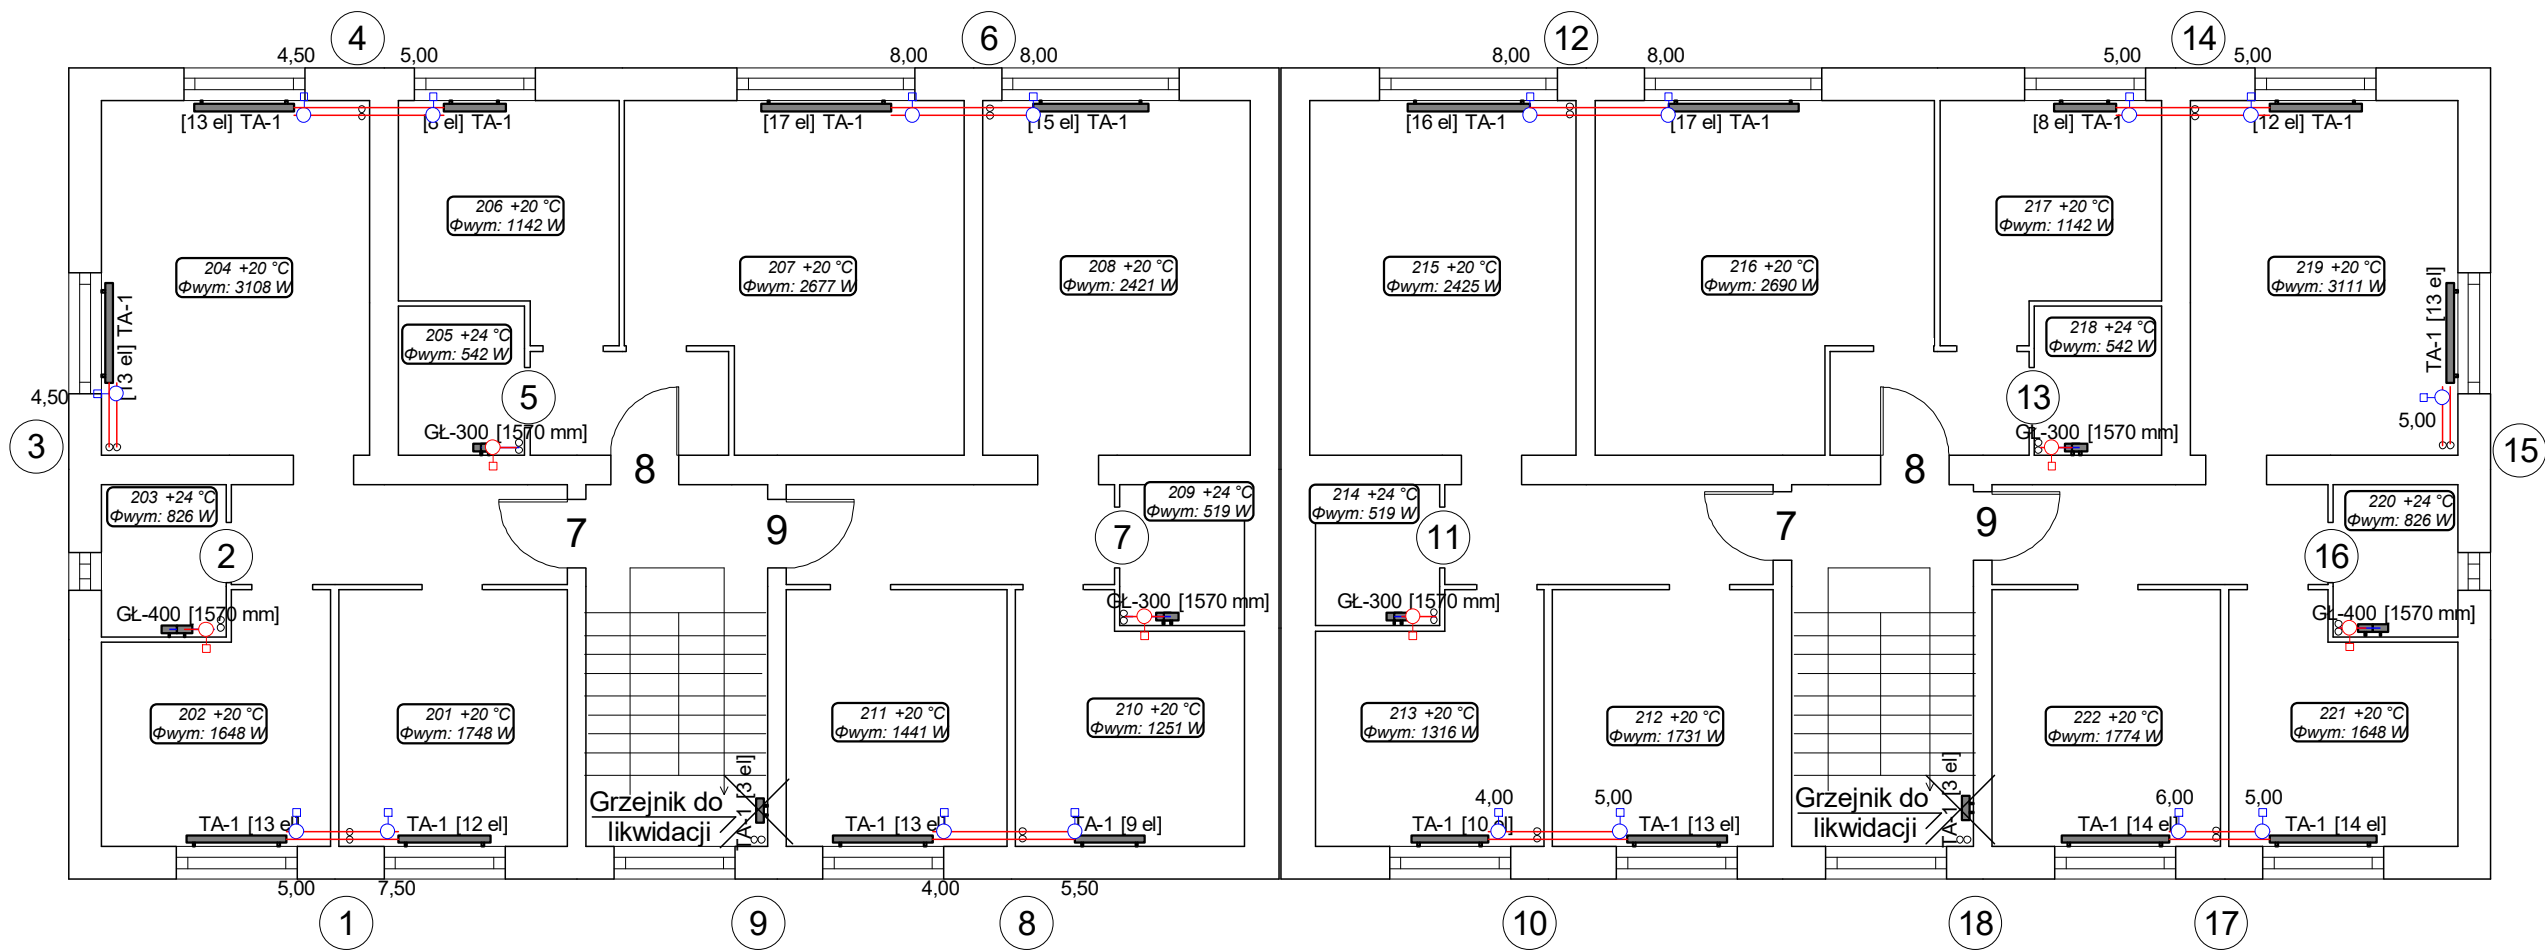 4
6
12
14
4,50
5,00
8,00
8,00
8,00
8,00
5,00
5,00
[13 el] TA-1
[8 el] TA-1
[17 el] TA-1
[15 el] TA-1
[16 el] TA-1
[17 el] TA-1
[8 el] TA-1
[12 el] TA-1
206 +20 °C
Φwym: 1142 W
217 +20 °C
Φwym: 1142 W
204 +20 °C
Φwym: 3108 W
207 +20 °C
Φwym: 2677 W
208 +20 °C
Φwym: 2421 W
215 +20 °C
Φwym: 2425 W
216 +20 °C
Φwym: 2690 W
219 +20 °C
Φwym: 3111 W
[13 el] TA-1
205 +24 °C
Φwym: 542 W
218 +24 °C
Φwym: 542 W
TA-1 [13 el]
4,50
5
13
5,00
3
GŁ-300 [1570 mm]
GŁ-300 [1570 mm]
15
8
8
203 +24 °C
Φwym: 826 W
209 +24 °C
Φwym: 519 W
214 +24 °C
Φwym: 519 W
220 +24 °C
Φwym: 826 W
2
7
9
7
11
7
9
16
GŁ-400 [1570 mm]
GŁ-300 [1570 mm]
GŁ-300 [1570 mm]
GŁ-400 [1570 mm]
202 +20 °C
Φwym: 1648 W
201 +20 °C
Φwym: 1748 W
211 +20 °C
Φwym: 1441 W
210 +20 °C
Φwym: 1251 W
213 +20 °C
Φwym: 1316 W
212 +20 °C
Φwym: 1731 W
222 +20 °C
Φwym: 1774 W
221 +20 °C
Φwym: 1648 W
Grzejnik do
likwidacji
TA-1 [3 el]
Grzejnik do
likwidacji
TA-1 [3 el]
4,00
5,00
6,00
5,00
TA-1 [13 el]
TA-1 [12 el]
TA-1 [13 el]
TA-1 [9 el]
TA-1 [10 el]
TA-1 [13 el]
TA-1 [14 el]
TA-1 [14 el]
5,00
7,50
4,00
5,50
1
9
8
10
18
17